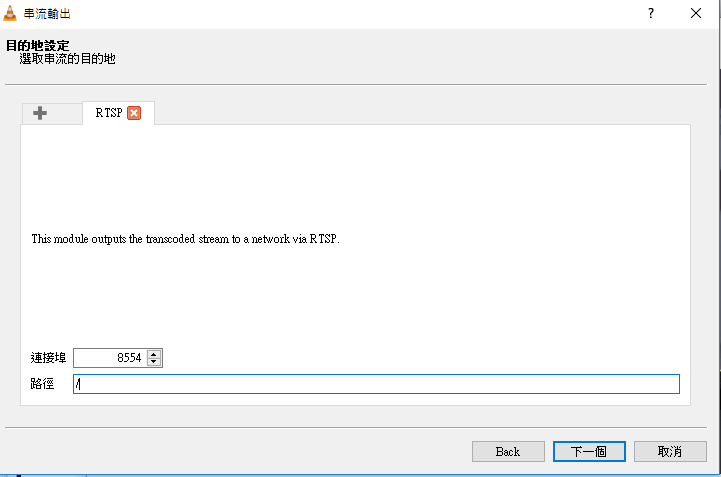 串流輸出
目的地設定
選取串流的目的地
RTSP
This module outputs the transcoded stream to a network via RTSP.
連接埠 8554
路徑 /
Back 下一個 取消